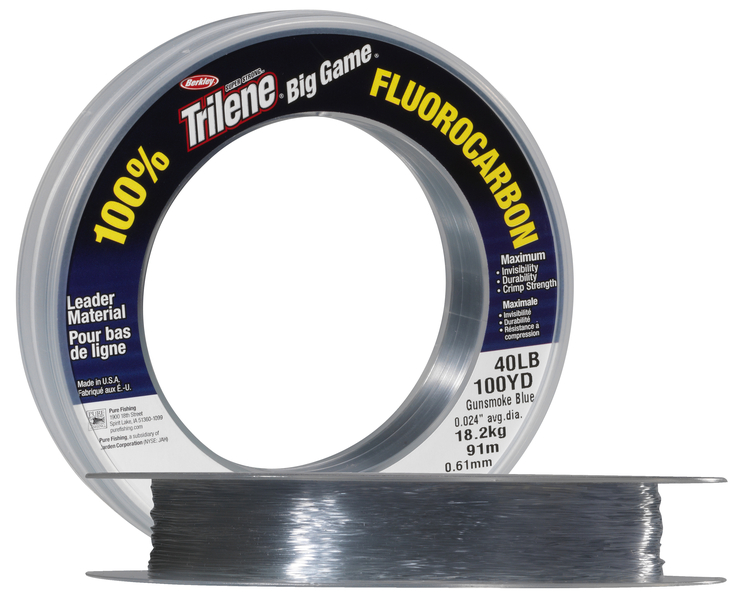 Berkley
SUPER STRONG
Trilene® Big Game®
100% FLUOROCARBON
Leader
Material
Pour bas
de ligne
Made in U.S.A.
Fabriqué aux É.-U.
PURE
Pure Fishing
1900 18th Street
Spirit Lake, IA 51360-1099
purefishing.com
Pure Fishing, a subsidiary of
Jarden Corporation (NYSE:JAH)
Maximum
• Invisibility
• Durability
• Crimp Strength
Maximale
• Invisibilité
• Durabilité
• Résistance à
compression
40LB
100YD
Gunsmoke Blue
0.024" avg.dia.
18.2kg
91m
0.61mm